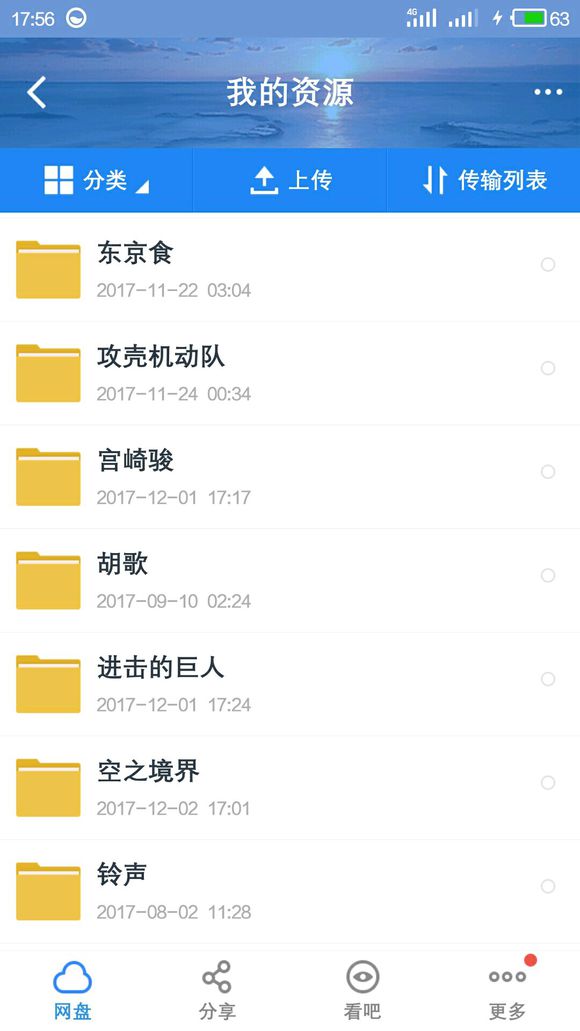 17:56 4G 63
我的资源
分类 上传 传输列表
东京食
2017-11-22 03:04
攻壳机动队
2017-11-24 00:34
宫崎骏
2017-12-01 17:17
胡歌
2017-09-10 02:24
进击的巨人
2017-12-01 17:24
空之境界
2017-12-02 17:01
铃声
2017-08-02 11:28
网盘 分享 看吧 更多